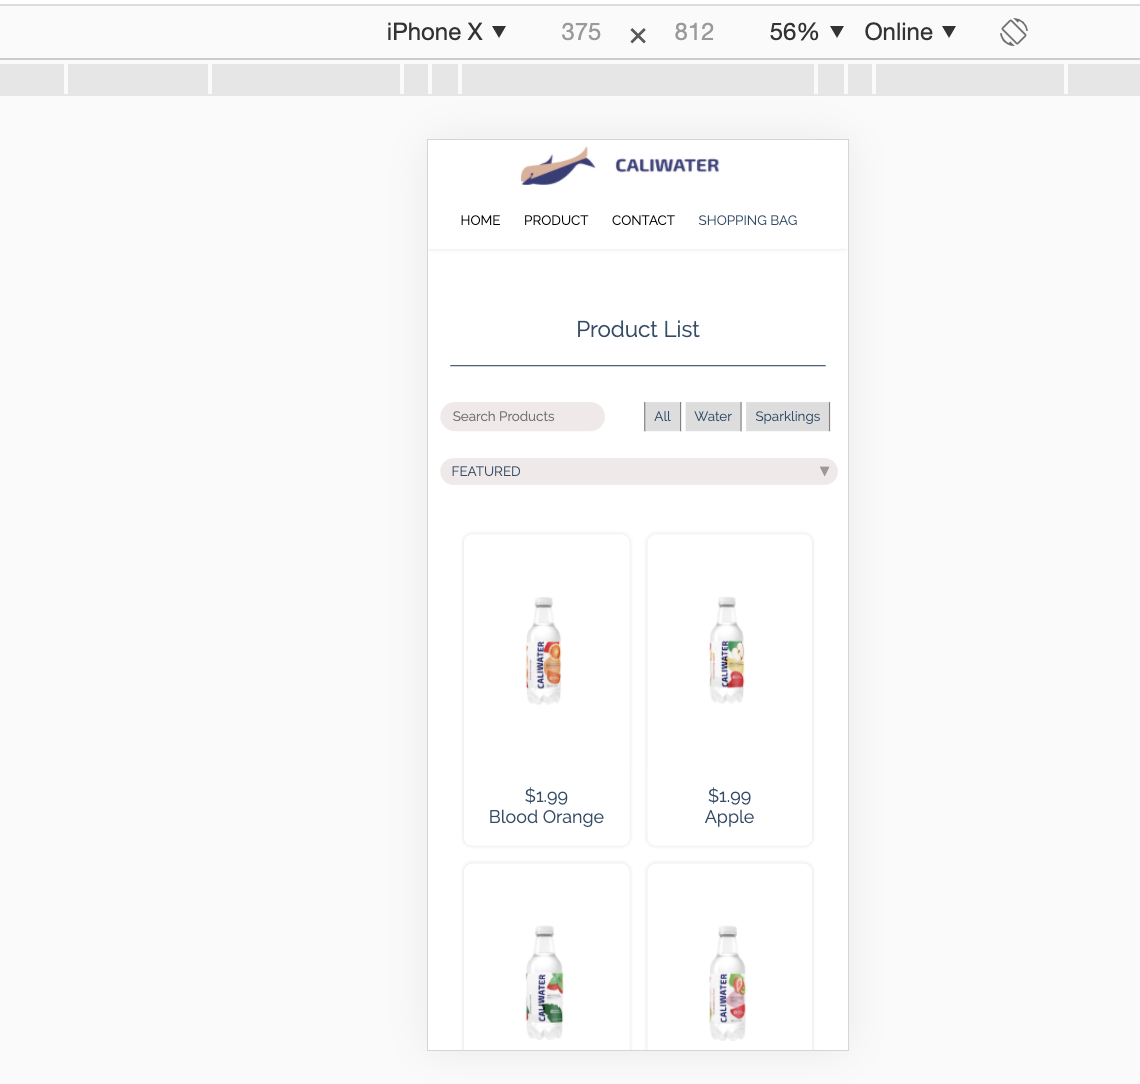 iPhone X ▼ 375 × 812 56% ▼ Online ▼
CALIWATER
HOME PRODUCT CONTACT SHOPPING BAG
Product List
Search Products All Water Sparklings
FEATURED ▼
CALIWATER CALIWATER
$1.99 $1.99
Blood Orange Apple
CALIWATER CALIWATER